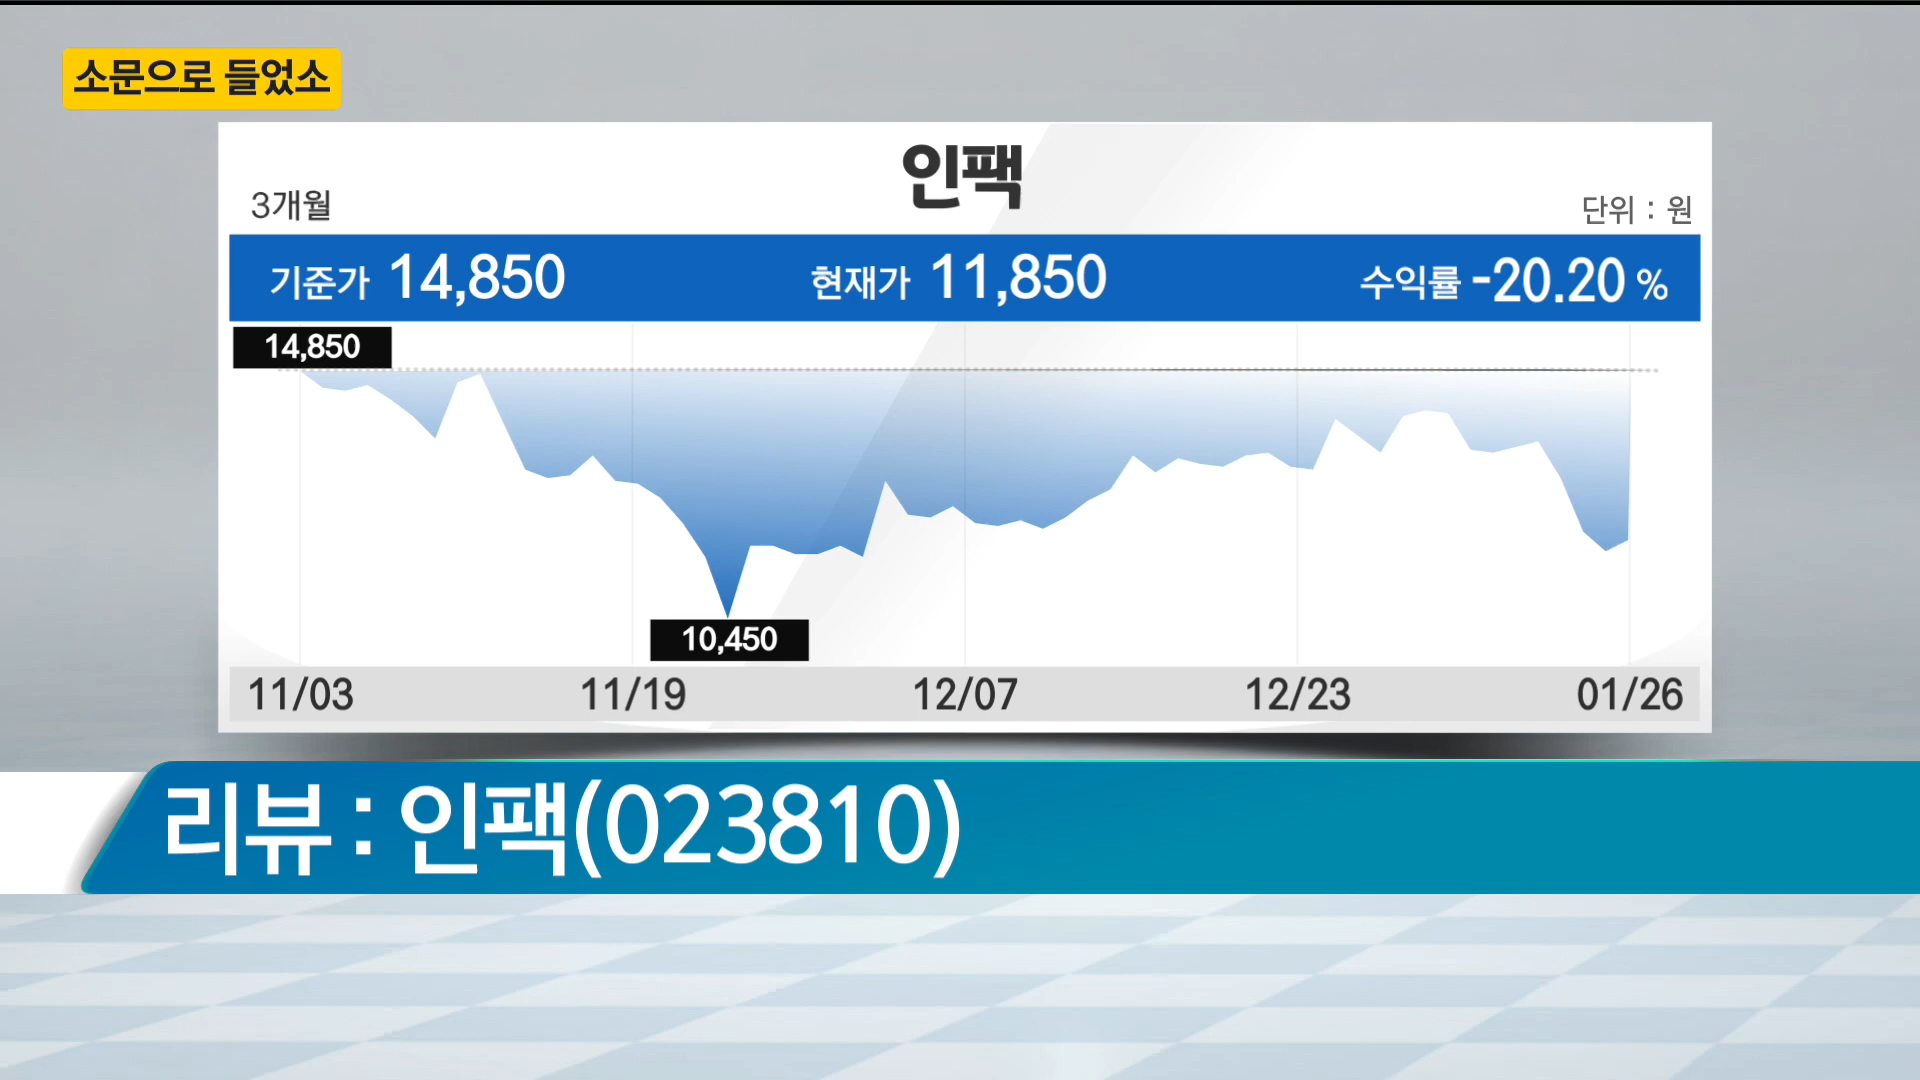 소문으로 들었소
인팩
3개월
단위 : 원
기준가 14,850 현재가 11,850 수익률 -20.20 %
14,850
10,450
11/03 11/19 12/07 12/23 01/26
리뷰 : 인팩(023810)